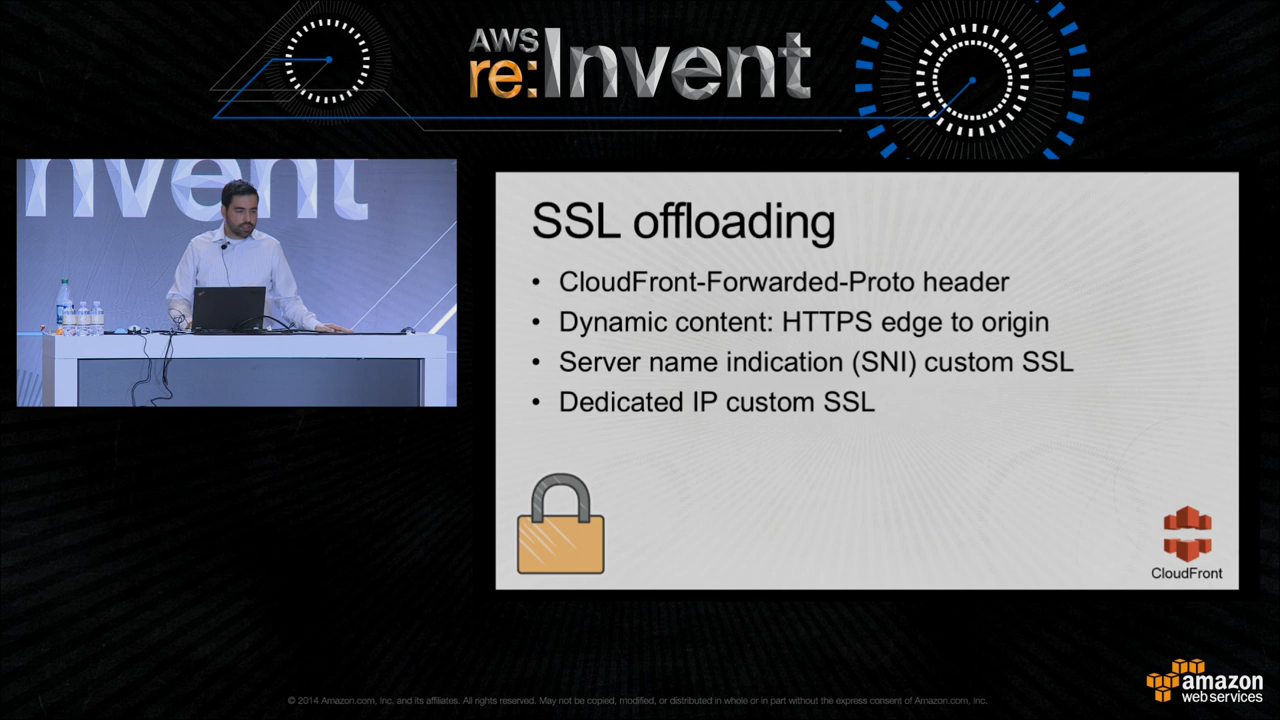 AWS
re:Invent
nvent
SSL offloading
• CloudFront-Forwarded-Proto header
• Dynamic content: HTTPS edge to origin
• Server name indication (SNI) custom SSL
• Dedicated IP custom SSL
CloudFront
amazon
web services
© 2014 Amazon.com, Inc. and its affiliates. All rights reserved. May not be copied, modified, or distributed in whole or in part without the express consent of Amazon.com, Inc.